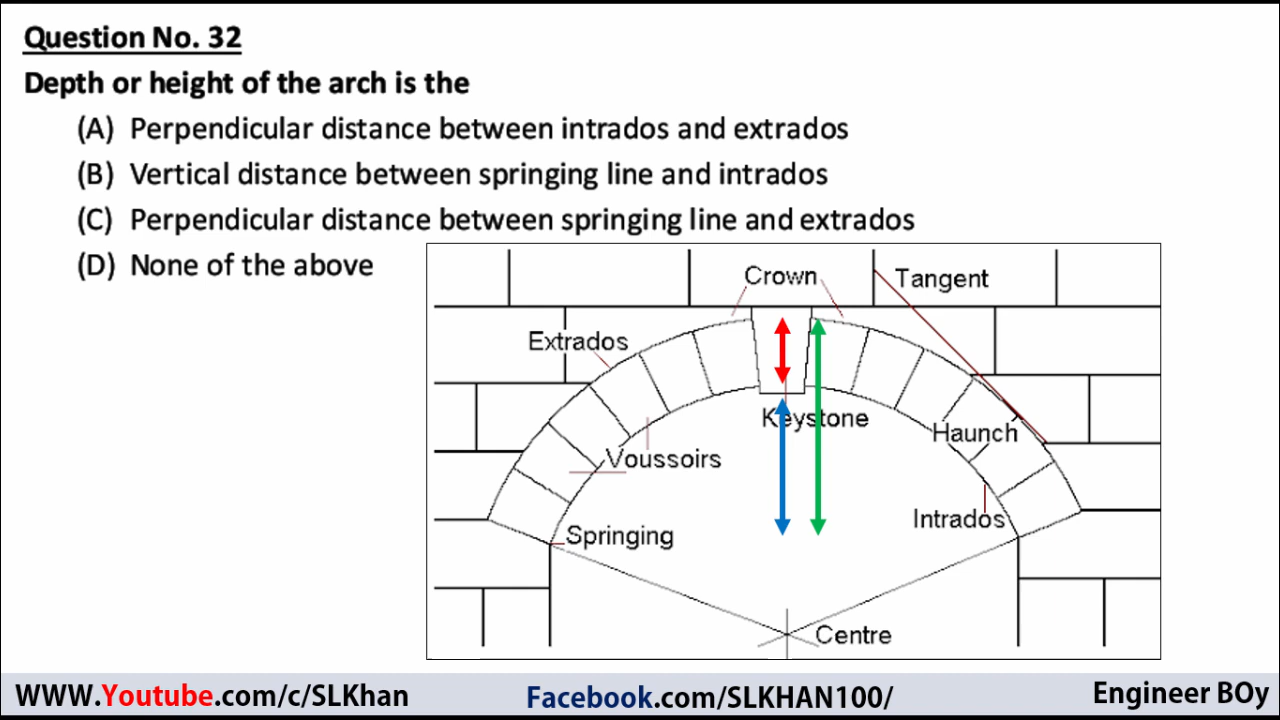 Question No. 32
Depth or height of the arch is the
(A) Perpendicular distance between intrados and extrados
(B) Vertical distance between springing line and intrados
(C) Perpendicular distance between springing line and extrados
(D) None of the above
Crown
Tangent
Extrados
Keystone
Haunch
Voussoirs
Intrados
Springing
Centre
WWW.Youtube.com/c/SLKhan
Facebook.com/SLKHAN100/
Engineer BOy